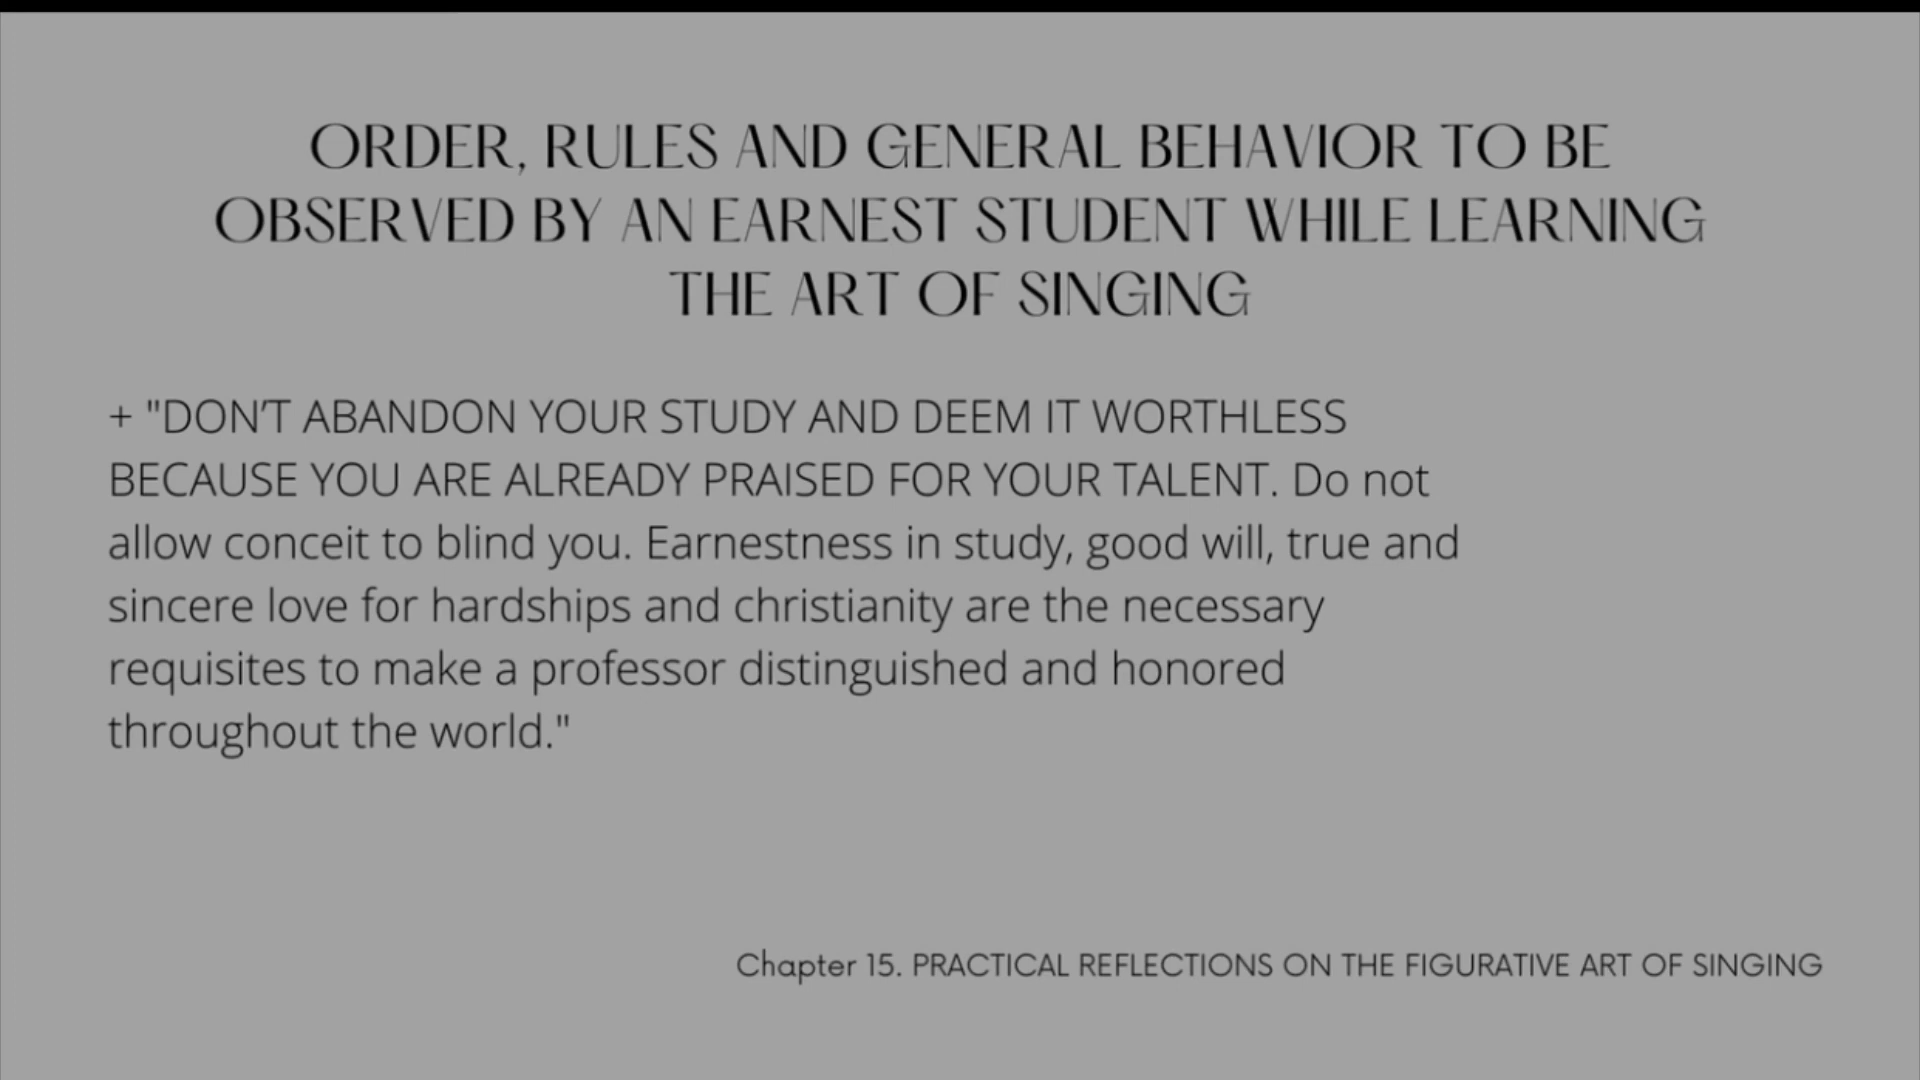 ORDER, RULES AND GENERAL BEHAVIOR TO BE
OBSERVED BY AN EARNEST STUDENT WHILE LEARNING
THE ART OF SINGING
+ "DON'T ABANDON YOUR STUDY AND DEEM IT WORTHLESS
BECAUSE YOU ARE ALREADY PRAISED FOR YOUR TALENT. Do not
allow conceit to blind you. Earnestness in study, good will, true and
sincere love for hardships and christianity are the necessary
requisites to make a professor distinguished and honored
throughout the world."
Chapter 15. PRACTICAL REFLECTIONS ON THE FIGURATIVE ART OF SINGING